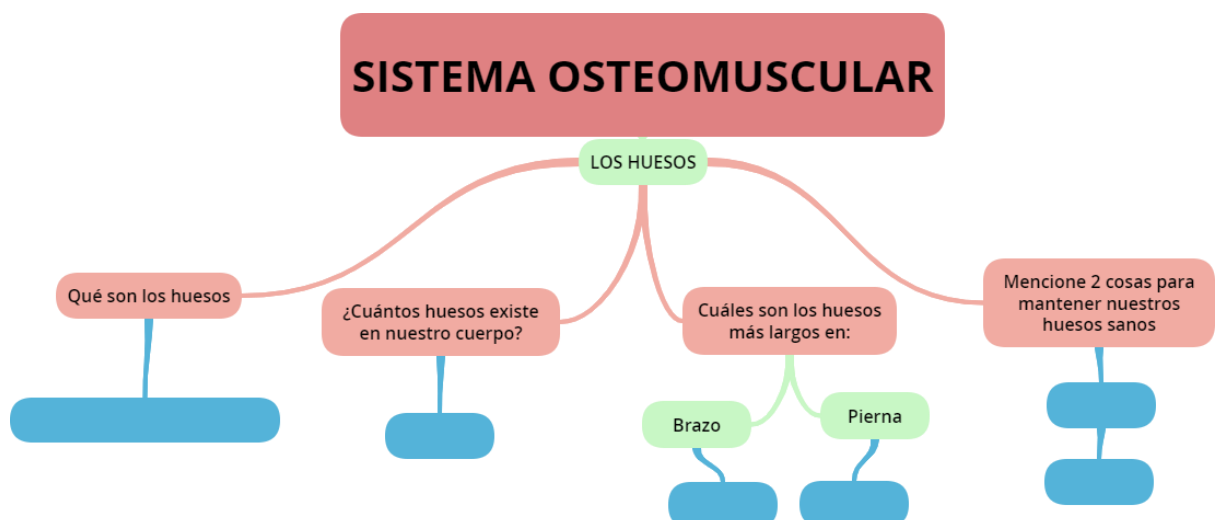 SISTEMA OSTEOMUSCULAR
LOS HUESOS
Qué son los huesos
¿Cuántos huesos existe
en nuestro cuerpo?
Cuáles son los huesos
más largos en:
Brazo
Pierna
Mencione 2 cosas para
mantener nuestros
huesos sanos